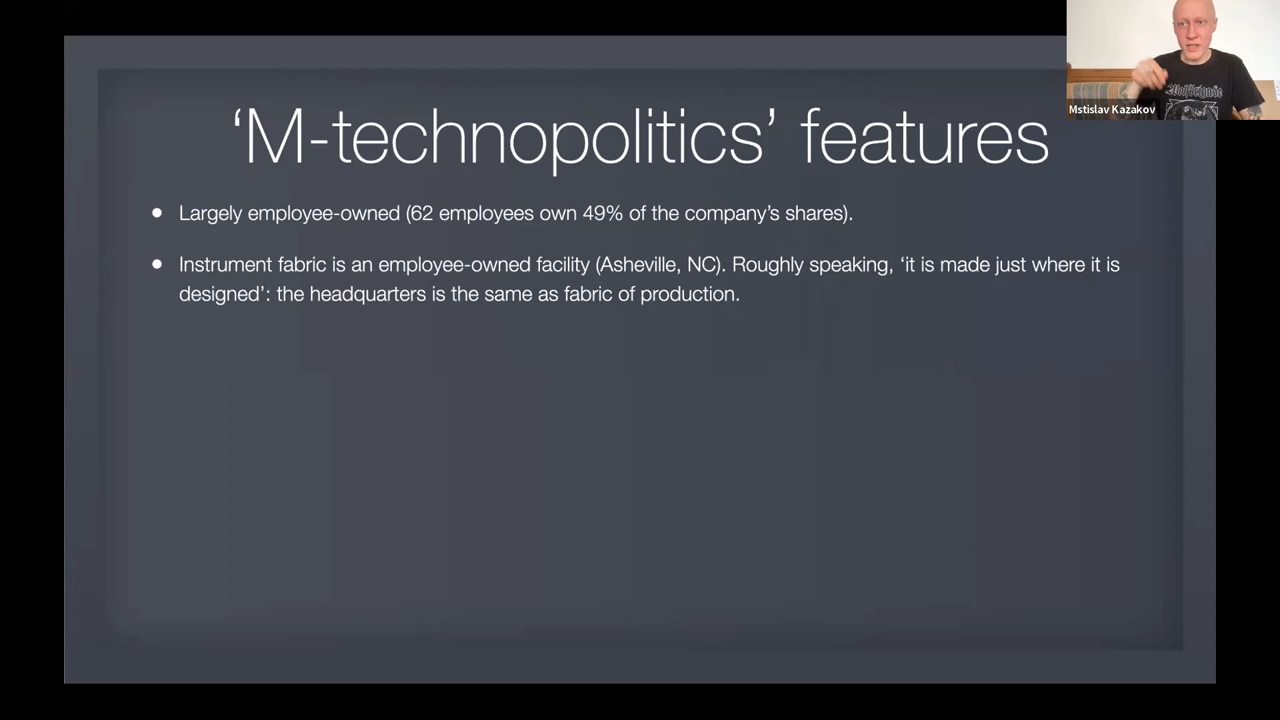 ‘M-technopolitics’ features
• Largely employee-owned (62 employees own 49% of the company’s shares).
• Instrument fabric is an employee-owned facility (Asheville, NC). Roughly speaking, ‘it is made just where it is
designed’: the headquarters is the same as fabric of production.
Mstislav Kazakov
Wolfbrigade